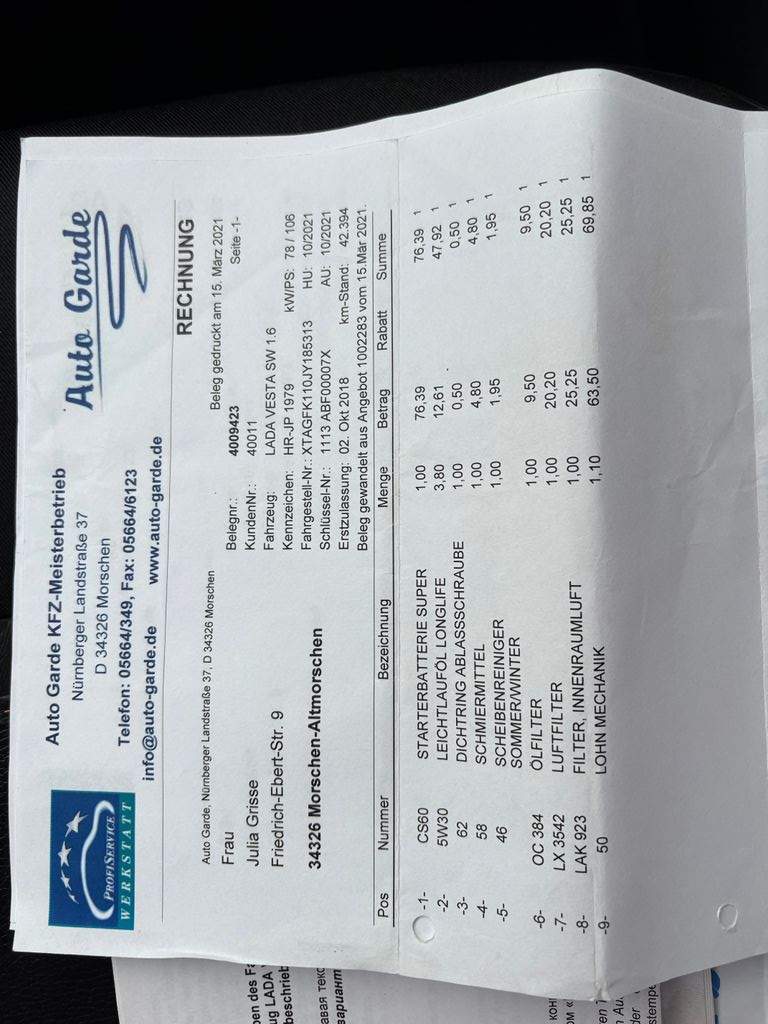 PROFISERVICE
WERKSTATT
Auto Garde KFZ-Meisterbetrieb
Nürnberger Landstraße 37
D 34326 Morschen
Telefon: 05664/349, Fax: 05664/6123
info@auto-garde.de www.auto-garde.de
Auto Garde
RECHNUNG
Auto Garde, Nürnberger Landstraße 37, D 34326 Morschen
Beleg gedruckt am 15. März 2021
Frau
Julia Grisse
Friedrich-Ebert-Str. 9
34326 Morschen-Altmorschen
Belegnr.: 4009423 Seite -1-
KundenNr.: 40011
Fahrzeug: LADA VESTA SW 1.6
Kennzeichen: HR-JP 1979 kW/PS: 78 / 106
Fahrgestell-Nr.: XTAGFK110JY185313 HU: 10/2021
Schlüssel-Nr.: 1113 ABF00007X AU: 10/2021
Erstzulassung: 02. Okt 2018 km-Stand: 42.394
Beleg gewandelt aus Angebot 1002283 vom 15.Mär 2021.
Pos Nummer Bezeichnung Menge Betrag Rabatt Summe
-1- CS60 STARTERBATTERIE SUPER 1,00 76,39 76,39 1
-2- 5W30 LEICHTLAUFÖL LONGLIFE 3,80 12,61 47,92 1
-3- 62 DICHTRING ABLASSSCHRAUBE 1,00 0,50 0,50 1
-4- 58 SCHMIERMITTEL 1,00 4,80 4,80 1
-5- 46 SCHEIBENREINIGER 1,00 1,95 1,95 1
SOMMER/WINTER
-6- OC 384 ÖLFILTER 1,00 9,50 9,50 1
-7- LX 3542 LUFTFILTER 1,00 20,20 20,20 1
-8- LAK 923 FILTER, INNENRAUMLUFT 1,00 25,25 25,25 1
-9- 50 LOHN MECHANIK 1,10 63,50 69,85 1
en des
LADA
beschrieb
текс
вариант
кон
ом «
der
stempe